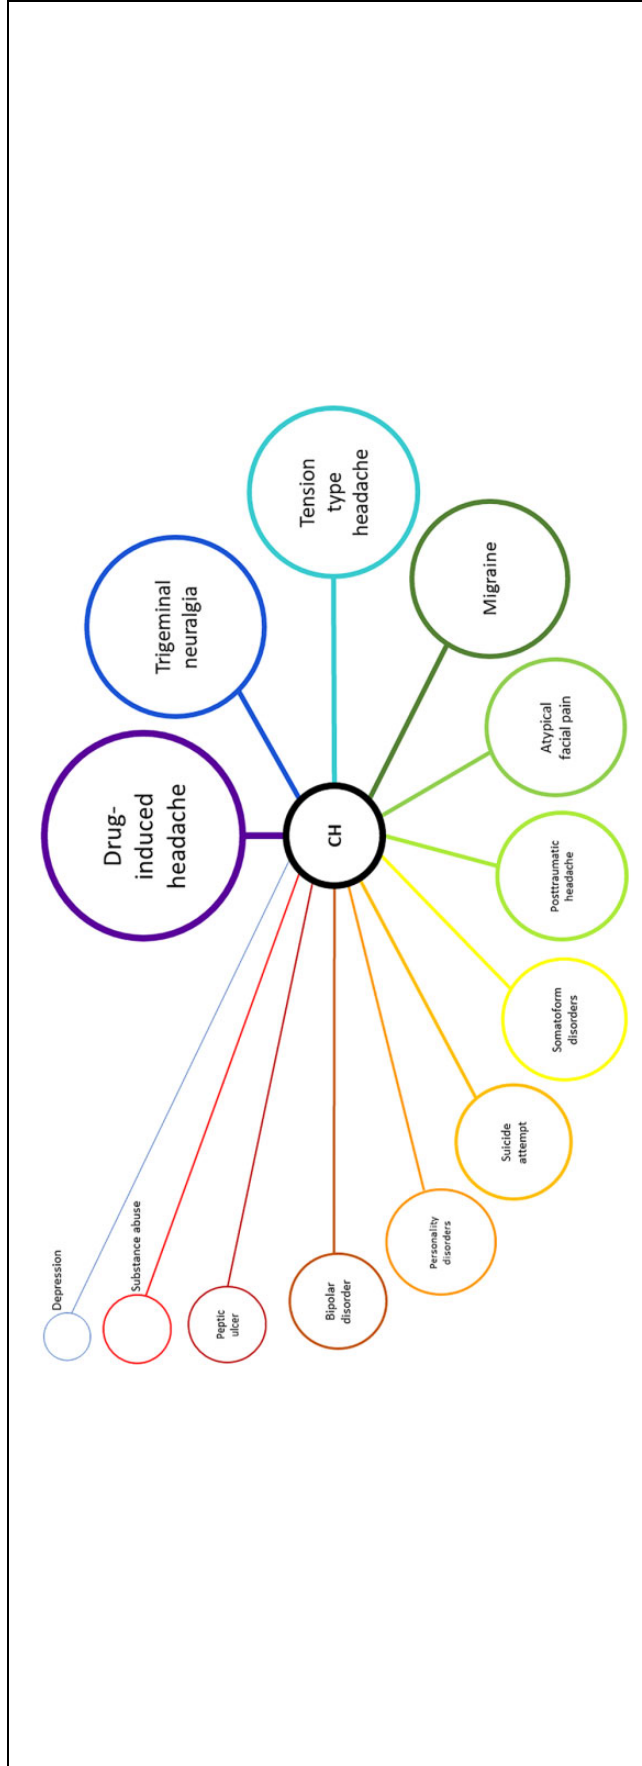 Drug-
induced
headache
Trigeminal
neuralgia
Tension
type
headache
Migraine
Atypical
facial pain
Posttraumatic
headache
Somatoform
disorders
Suicide
attempt
Personality
disorders
Bipolar
disorder
Peptic
ulcer
Substance abuse
Depression
CH